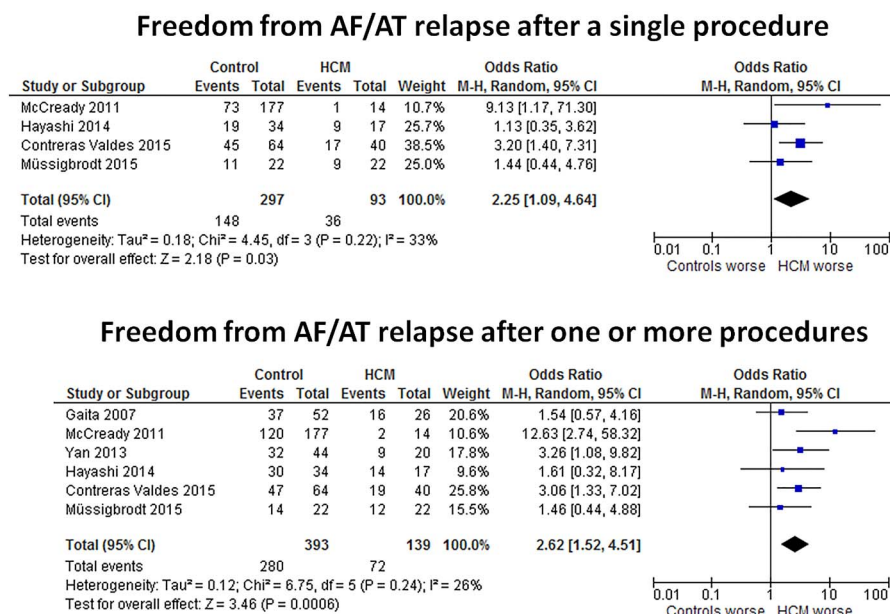 Freedom from AF/AT relapse after a single procedure
Control HCM Odds Ratio Odds Ratio
Study or Subgroup Events Total Events Total Weight M-H, Random, 95% CI M-H, Random, 95% CI
McCready 2011 73 177 1 14 10.7% 9.13 [1.17, 71.30]
Hayashi 2014 19 34 9 17 25.7% 1.13 [0.35, 3.62]
Contreras Valdes 2015 45 64 17 40 38.5% 3.20 [1.40, 7.31]
Müssigbrodt 2015 11 22 9 22 25.0% 1.44 [0.44, 4.76]
Total (95% CI) 297 93 100.0% 2.25 [1.09, 4.64]
Total events 148 36
Heterogeneity: Tau² = 0.18; Chi² = 4.45, df = 3 (P = 0.22); I² = 33%
Test for overall effect: Z = 2.18 (P = 0.03)
0.01 0.1 1 10 100
Controls worse HCM worse
Freedom from AF/AT relapse after one or more procedures
Control HCM Odds Ratio Odds Ratio
Study or Subgroup Events Total Events Total Weight M-H, Random, 95% CI M-H, Random, 95% CI
Gaita 2007 37 52 16 26 20.6% 1.54 [0.57, 4.16]
McCready 2011 120 177 2 14 10.6% 12.63 [2.74, 58.32]
Yan 2013 32 44 9 20 17.8% 3.26 [1.08, 9.82]
Hayashi 2014 30 34 14 17 9.6% 1.61 [0.32, 8.17]
Contreras Valdes 2015 47 64 19 40 25.8% 3.06 [1.33, 7.02]
Müssigbrodt 2015 14 22 12 22 15.5% 1.46 [0.44, 4.88]
Total (95% CI) 393 139 100.0% 2.62 [1.52, 4.51]
Total events 280 72
Heterogeneity: Tau² = 0.12; Chi² = 6.75, df = 5 (P = 0.24); I² = 26%
Test for overall effect: Z = 3.46 (P = 0.0006)
0.01 0.1 1 10 100
Controls worse HCM worse